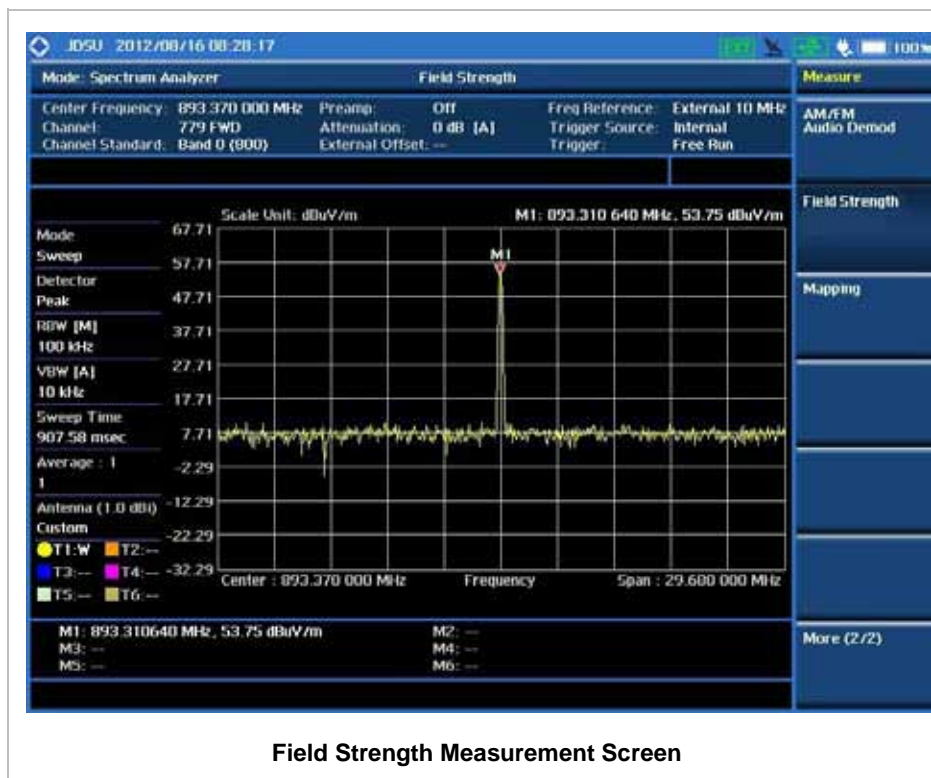 JDSU 2012/08/16 08:28:17 EXT 100%
Mode: Spectrum Analyzer Field Strength Measure
Center Frequency: 893.370 000 MHz Preamp: Off Freq Reference: External 10 MHz
Channel: 779 FWD Attenuation: 0 dB [A] Trigger Source: Internal
Channel Standard: Band 0 (800) External Offset: -- Trigger: Free Run
AM/FM
Audio Demod
Field Strength
Mapping
More (2/2)
Scale Unit: dBuV/m M1: 893.310 640 MHz, 53.75 dBuV/m
Mode
Sweep
Detector
Peak
RBW [M]
100 kHz
VBW [A]
10 kHz
Sweep Time
907.58 msec
Average : 1
1
Antenna (1.0 dBi)
Custom
T1:W T2:--
T3:-- T4:--
T5:-- T6:--
67.71
57.71
47.71
37.71
27.71
17.71
7.71
-2.29
-12.29
-22.29
-32.29
M1
Center : 893.370 000 MHz Frequency Span : 29.600 000 MHz
M1: 893.310640 MHz, 53.75 dBuV/m M2: --
M3: -- M4: --
M5: -- M6: --
Field Strength Measurement Screen